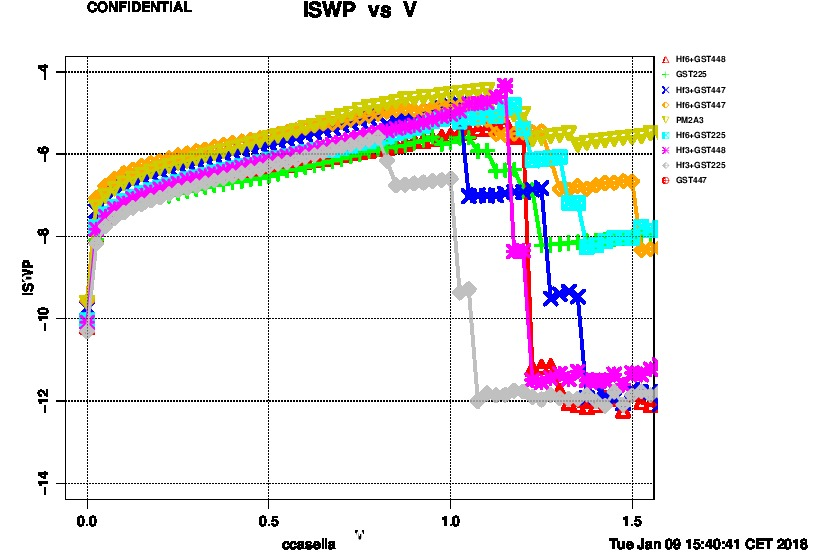 CONFIDENTIAL
ISWP vs V
-4
-6
-8
-10
-12
-14
ISWP
0.0 0.5 1.0 1.5
V
ccasella
Tue Jan 09 15:40:41 CET 2018
Hf6+GST448
GST225
Hf3+GST447
Hf6+GST447
PM2A3
Hf6+GST225
Hf3+GST448
Hf3+GST225
GST447